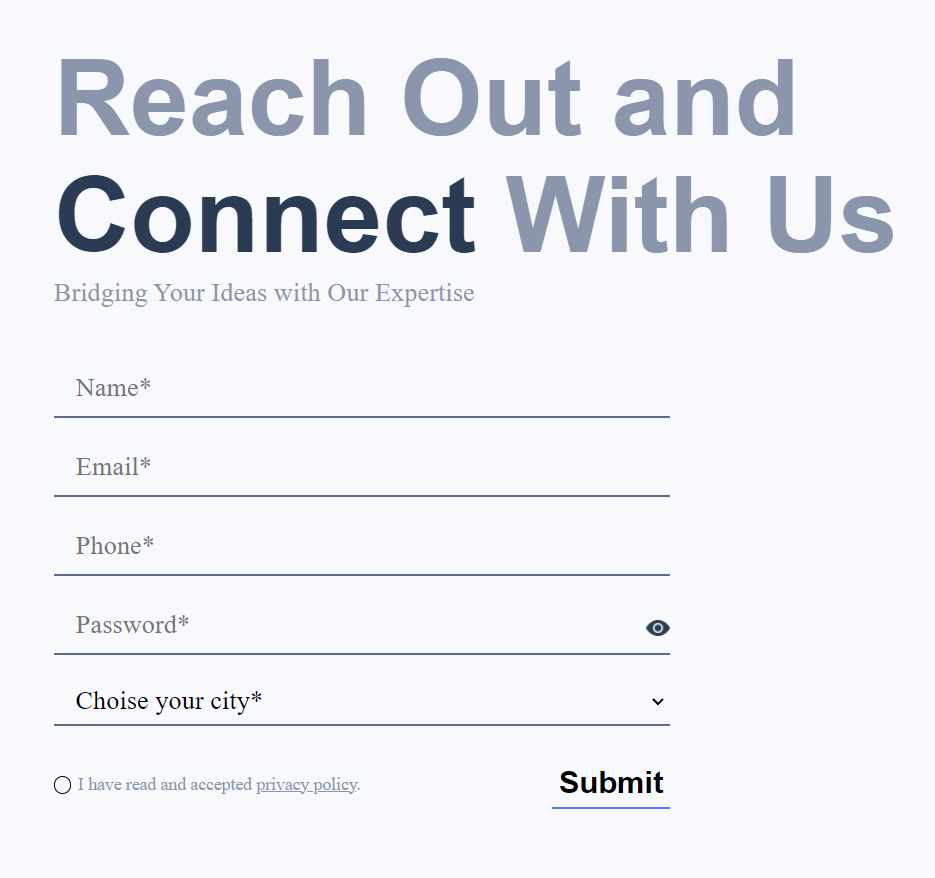 Reach Out and
Connect With Us
Bridging Your Ideas with Our Expertise
Name*
Email*
Phone*
Password*
Choise your city*
I have read and accepted privacy policy.
Submit